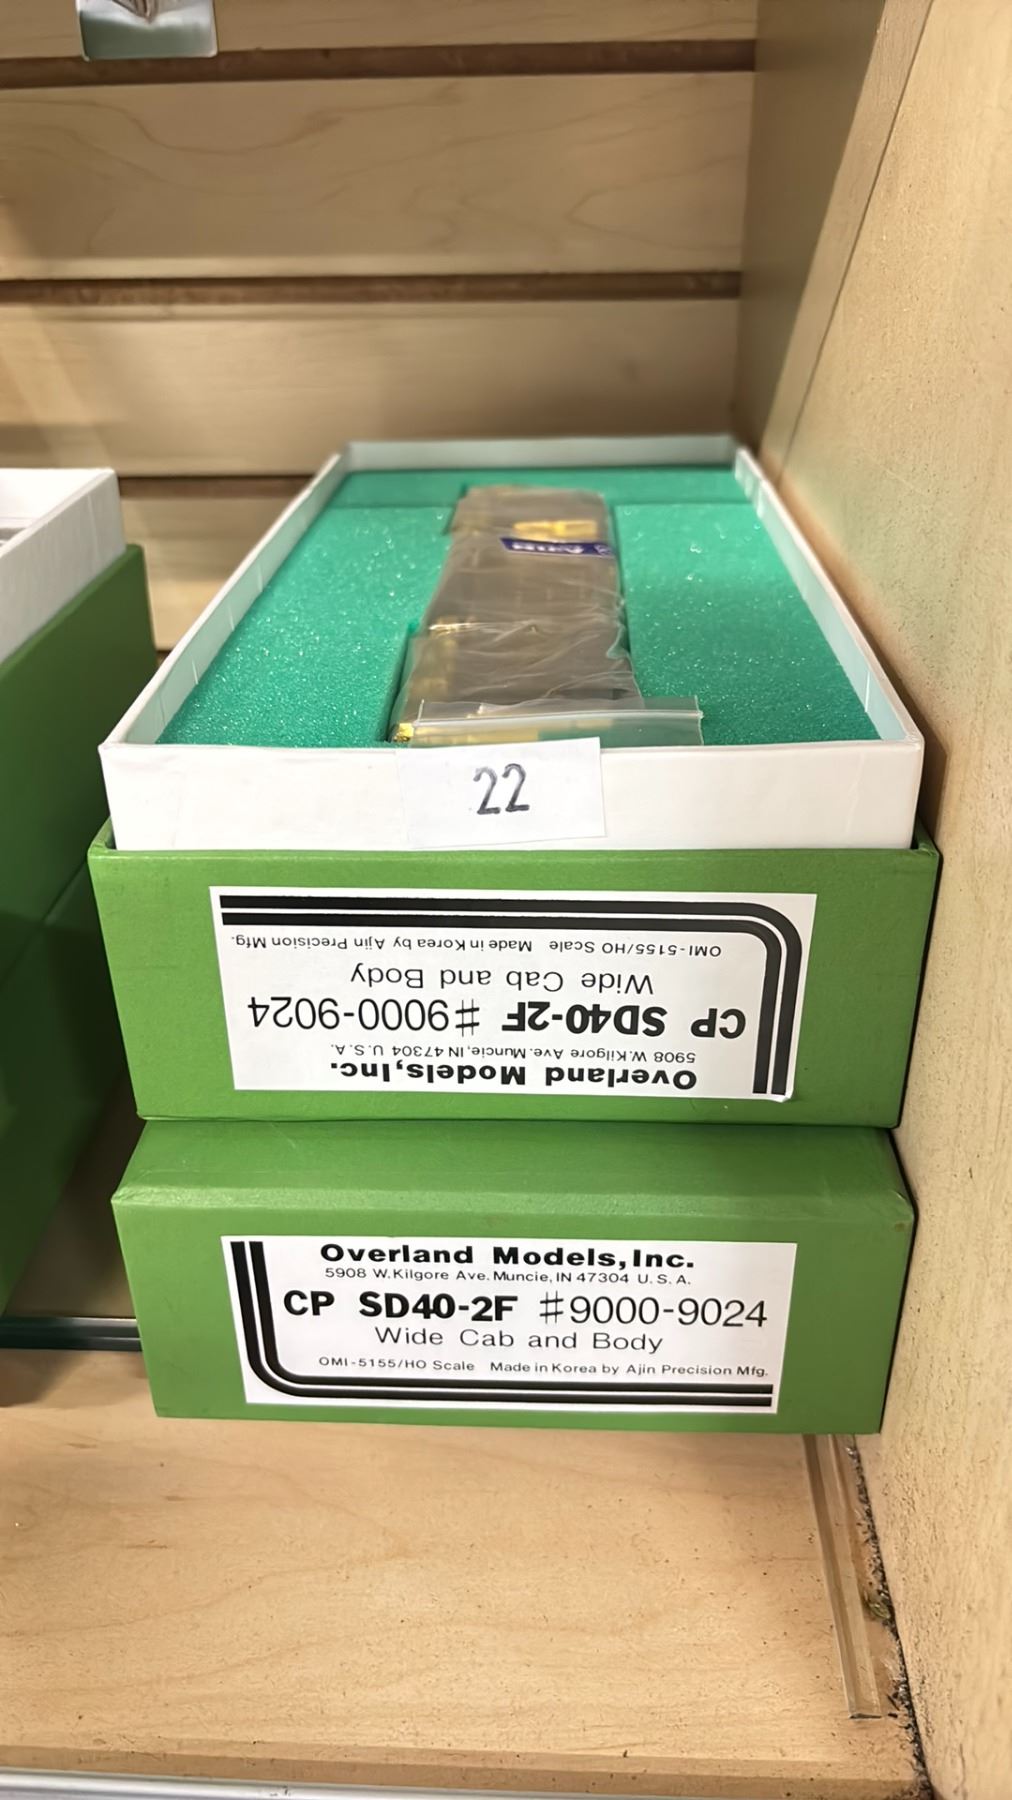 AJIN
22
Overland Models, Inc.
5908 W. Kilgore Ave. Muncie, IN 47304 U.S.A.
CP SD40-2F #9000-9024
Wide Cab and Body
OMI-5155/HO Scale Made in Korea by Ajin Precision Mfg.
Overland Models, Inc.
5908 W. Kilgore Ave. Muncie, IN 47304 U.S.A.
CP SD40-2F #9000-9024
Wide Cab and Body
OMI-5155/HO Scale Made in Korea by Ajin Precision Mfg.